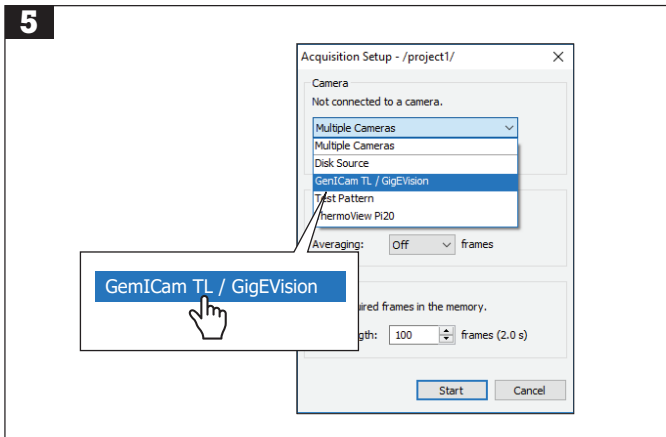 5
Acquisition Setup - /project1/
Camera
Not connected to a camera.
Multiple Cameras
Multiple Cameras
Disk Source
GenICam TL / GigEVision
Test Pattern
ThermoView Pi20
Averaging: Off frames
GemICam TL / GigEVision
frames in the memory.
100 frames (2.0 s)
Start Cancel